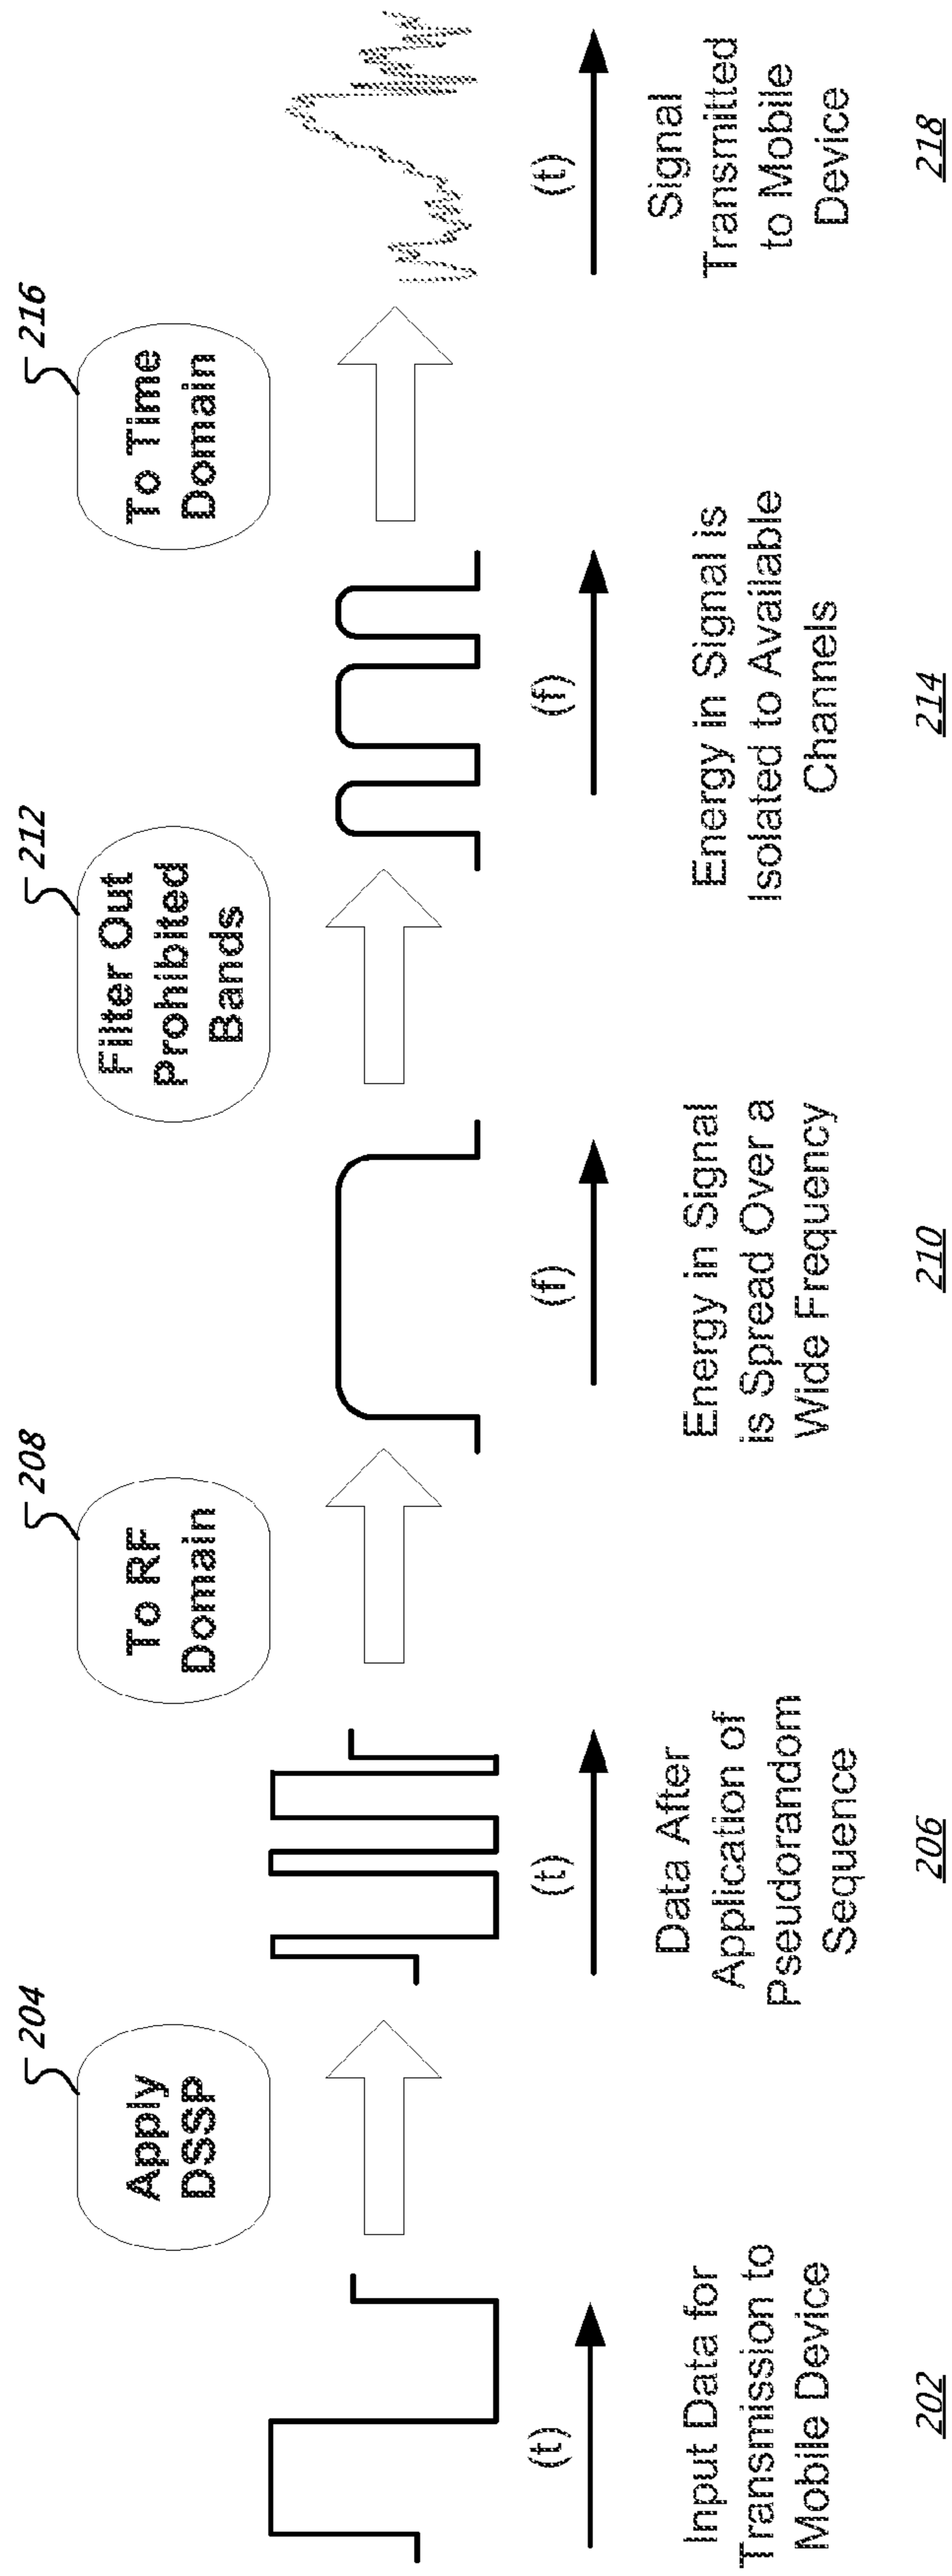 204
Apply
DSSP
208
To RF
Domain
212
Filter Out
Prohibited
Bands
216
To Time
Domain
(t)
(t)
(f)
(f)
(t)
Input Data for
Transmission to
Mobile Device
202
Data After
Application of
Pseudorandom
Sequence
206
Energy in Signal
is Spread Over a
Wide Frequency
210
Energy in Signal is
Isolated to Available
Channels
214
Signal
Transmitted
to Mobile
Device
218